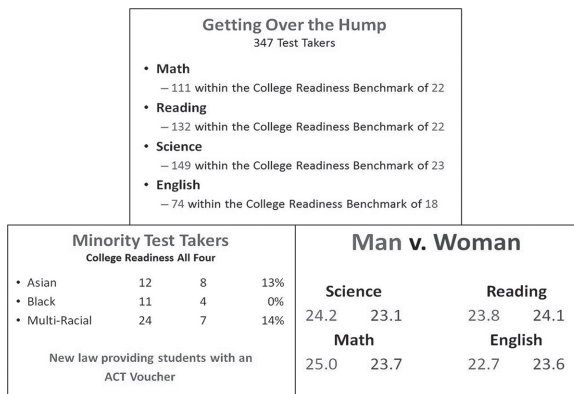 Getting Over the Hump
347 Test Takers
• Math
– 111 within the College Readiness Benchmark of 22
• Reading
– 132 within the College Readiness Benchmark of 22
• Science
– 149 within the College Readiness Benchmark of 23
• English
– 74 within the College Readiness Benchmark of 18
Minority Test Takers
College Readiness All Four
• Asian 12 8 13%
• Black 11 4 0%
• Multi-Racial 24 7 14%
New law providing students with an
ACT Voucher
Man v. Woman
Science Reading
24.2 23.1 23.8 24.1
Math English
25.0 23.7 22.7 23.6